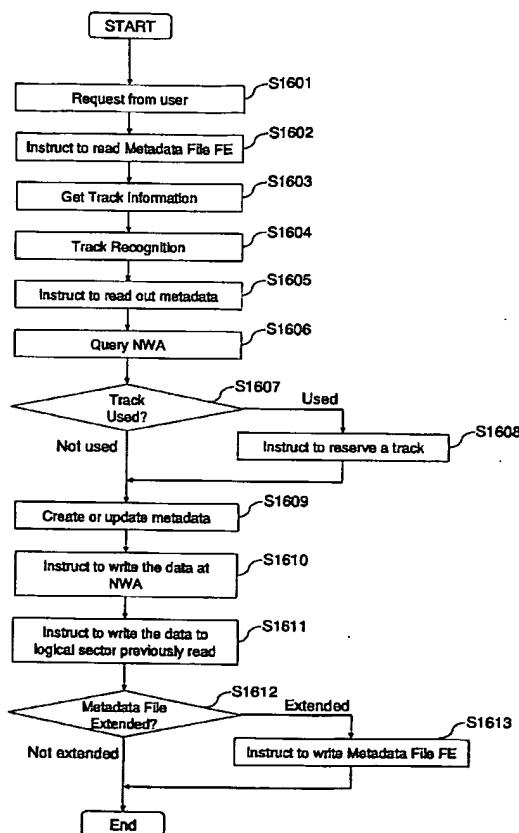 START
S1601
Request from user
S1602
Instruct to read Metadata File FE
S1603
Get Track Information
S1604
Track Recognition
S1605
Instruct to read out metadata
S1606
Query NWA
S1607
Track
Used?
Used
Not used
S1608
Instruct to reserve a track
S1609
Create or update metadata
S1610
Instruct to write the data at
NWA
S1611
Instruct to write the data to
logical sector previously read
S1612
Metadata File
Extended?
Extended
Not extended
S1613
Instruct to write Metadata File FE
End